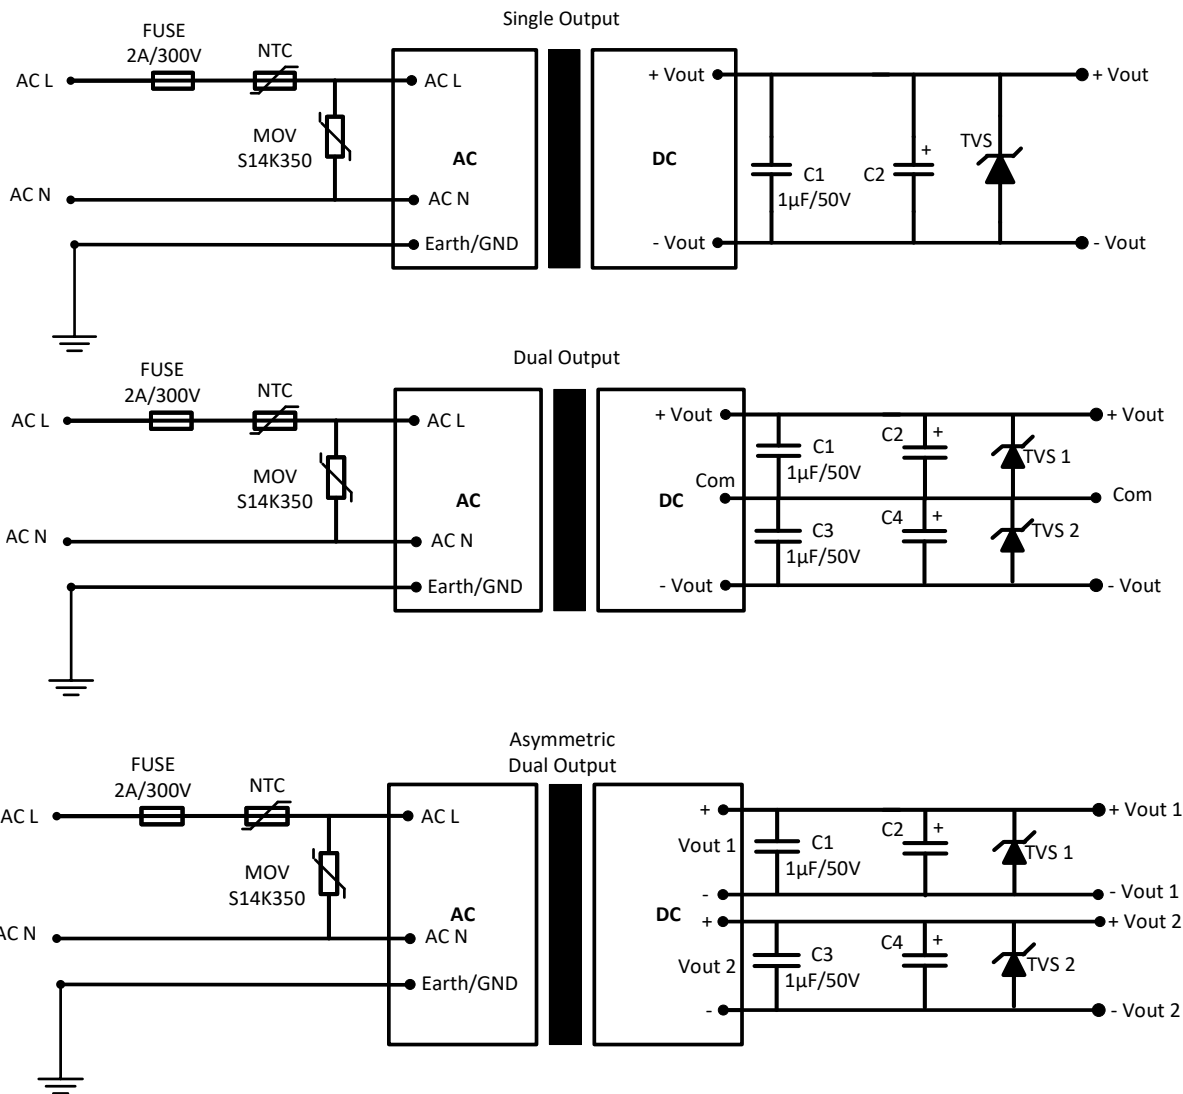 Single Output
FUSE
2A/300V
NTC
AC L
AC L
+ Vout
+ Vout
MOV
S14K350
AC
DC
C1
1µF/50V
C2
+
TVS
AC N
AC N
Earth/GND
- Vout
- Vout
Dual Output
FUSE
2A/300V
NTC
AC L
AC L
+ Vout
+ Vout
MOV
S14K350
AC
DC
C1
1µF/50V
C2
+
TVS 1
Com
Com
C3
1µF/50V
C4
+
TVS 2
AC N
AC N
Earth/GND
- Vout
- Vout
Asymmetric
Dual Output
FUSE
2A/300V
NTC
AC L
AC L
+
+ Vout 1
MOV
S14K350
AC
DC
Vout 1
C1
1µF/50V
C2
+
TVS 1
-
- Vout 1
+
+ Vout 2
AC N
AC N
Vout 2
C3
1µF/50V
C4
+
TVS 2
Earth/GND
-
- Vout 2